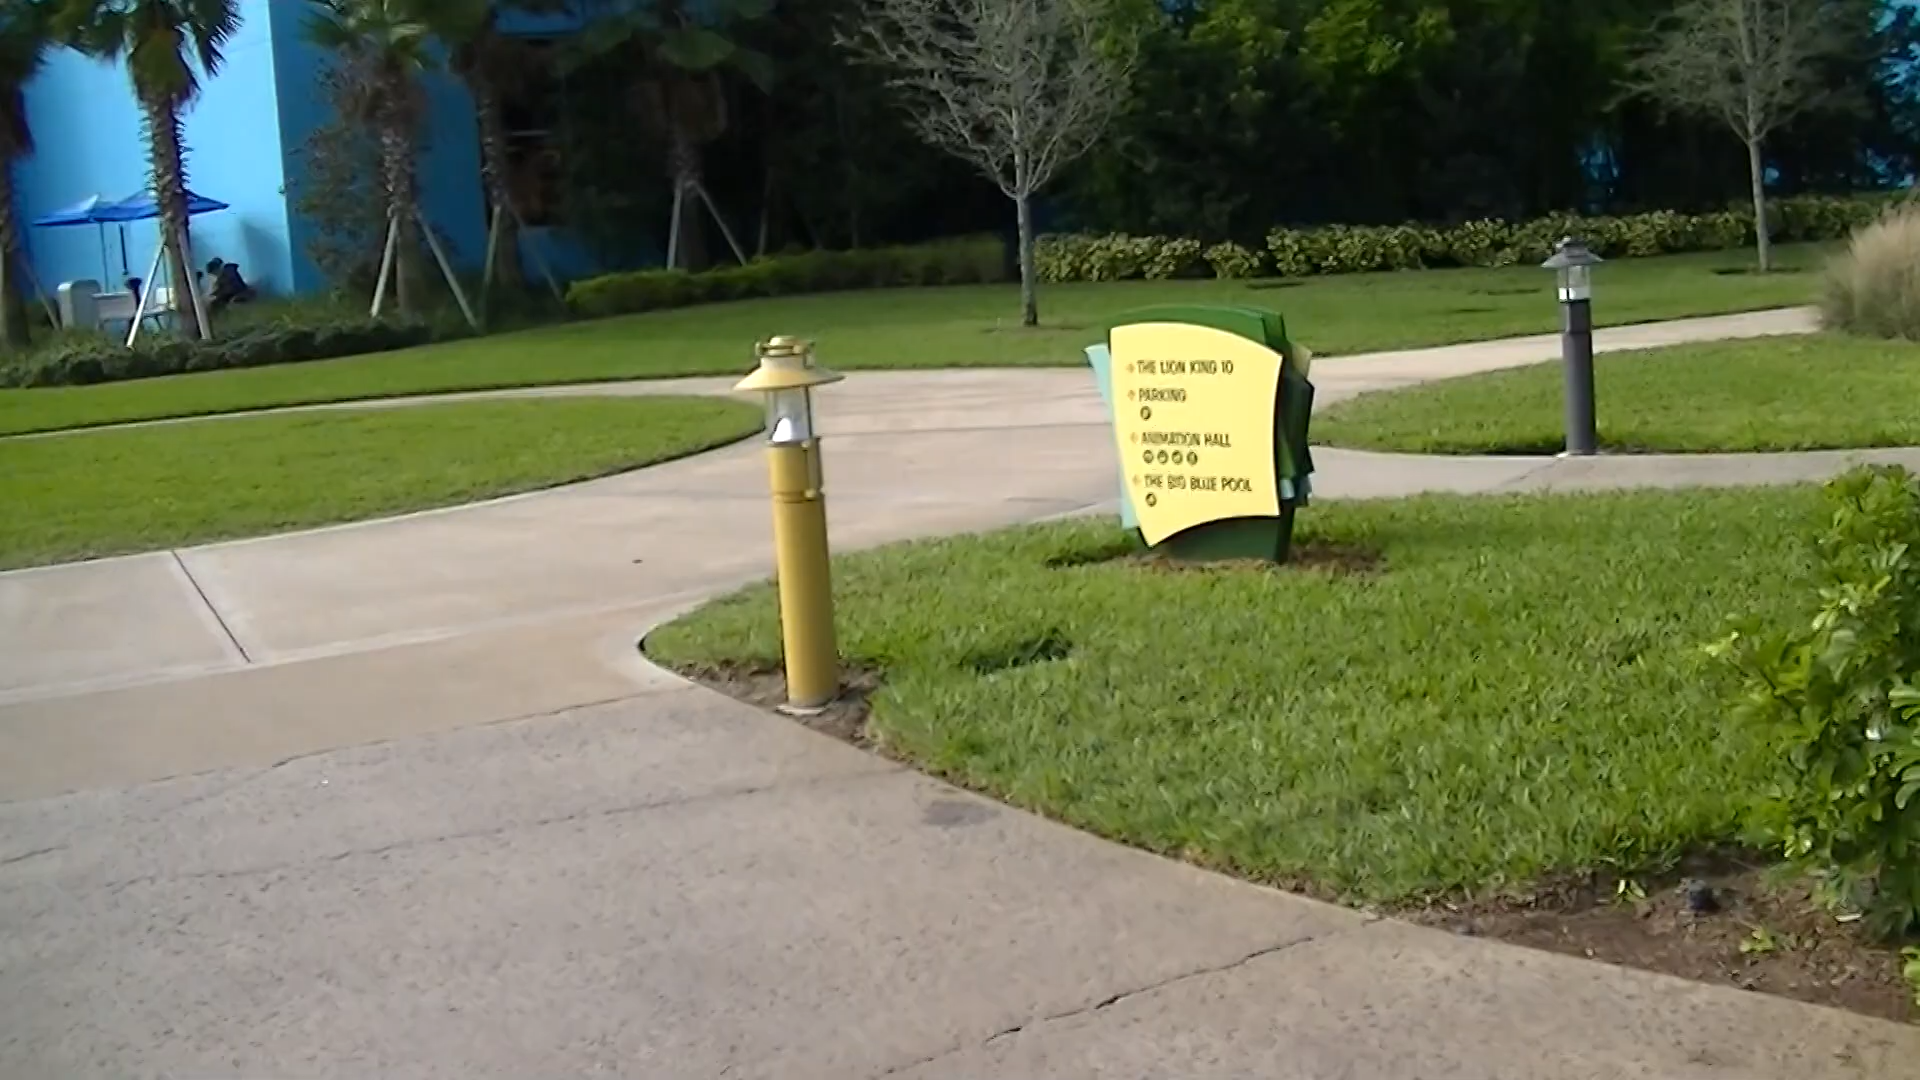 THE LION KING 10
PARKING
P
ANIMATION HALL
THE BIG BLUE POOL